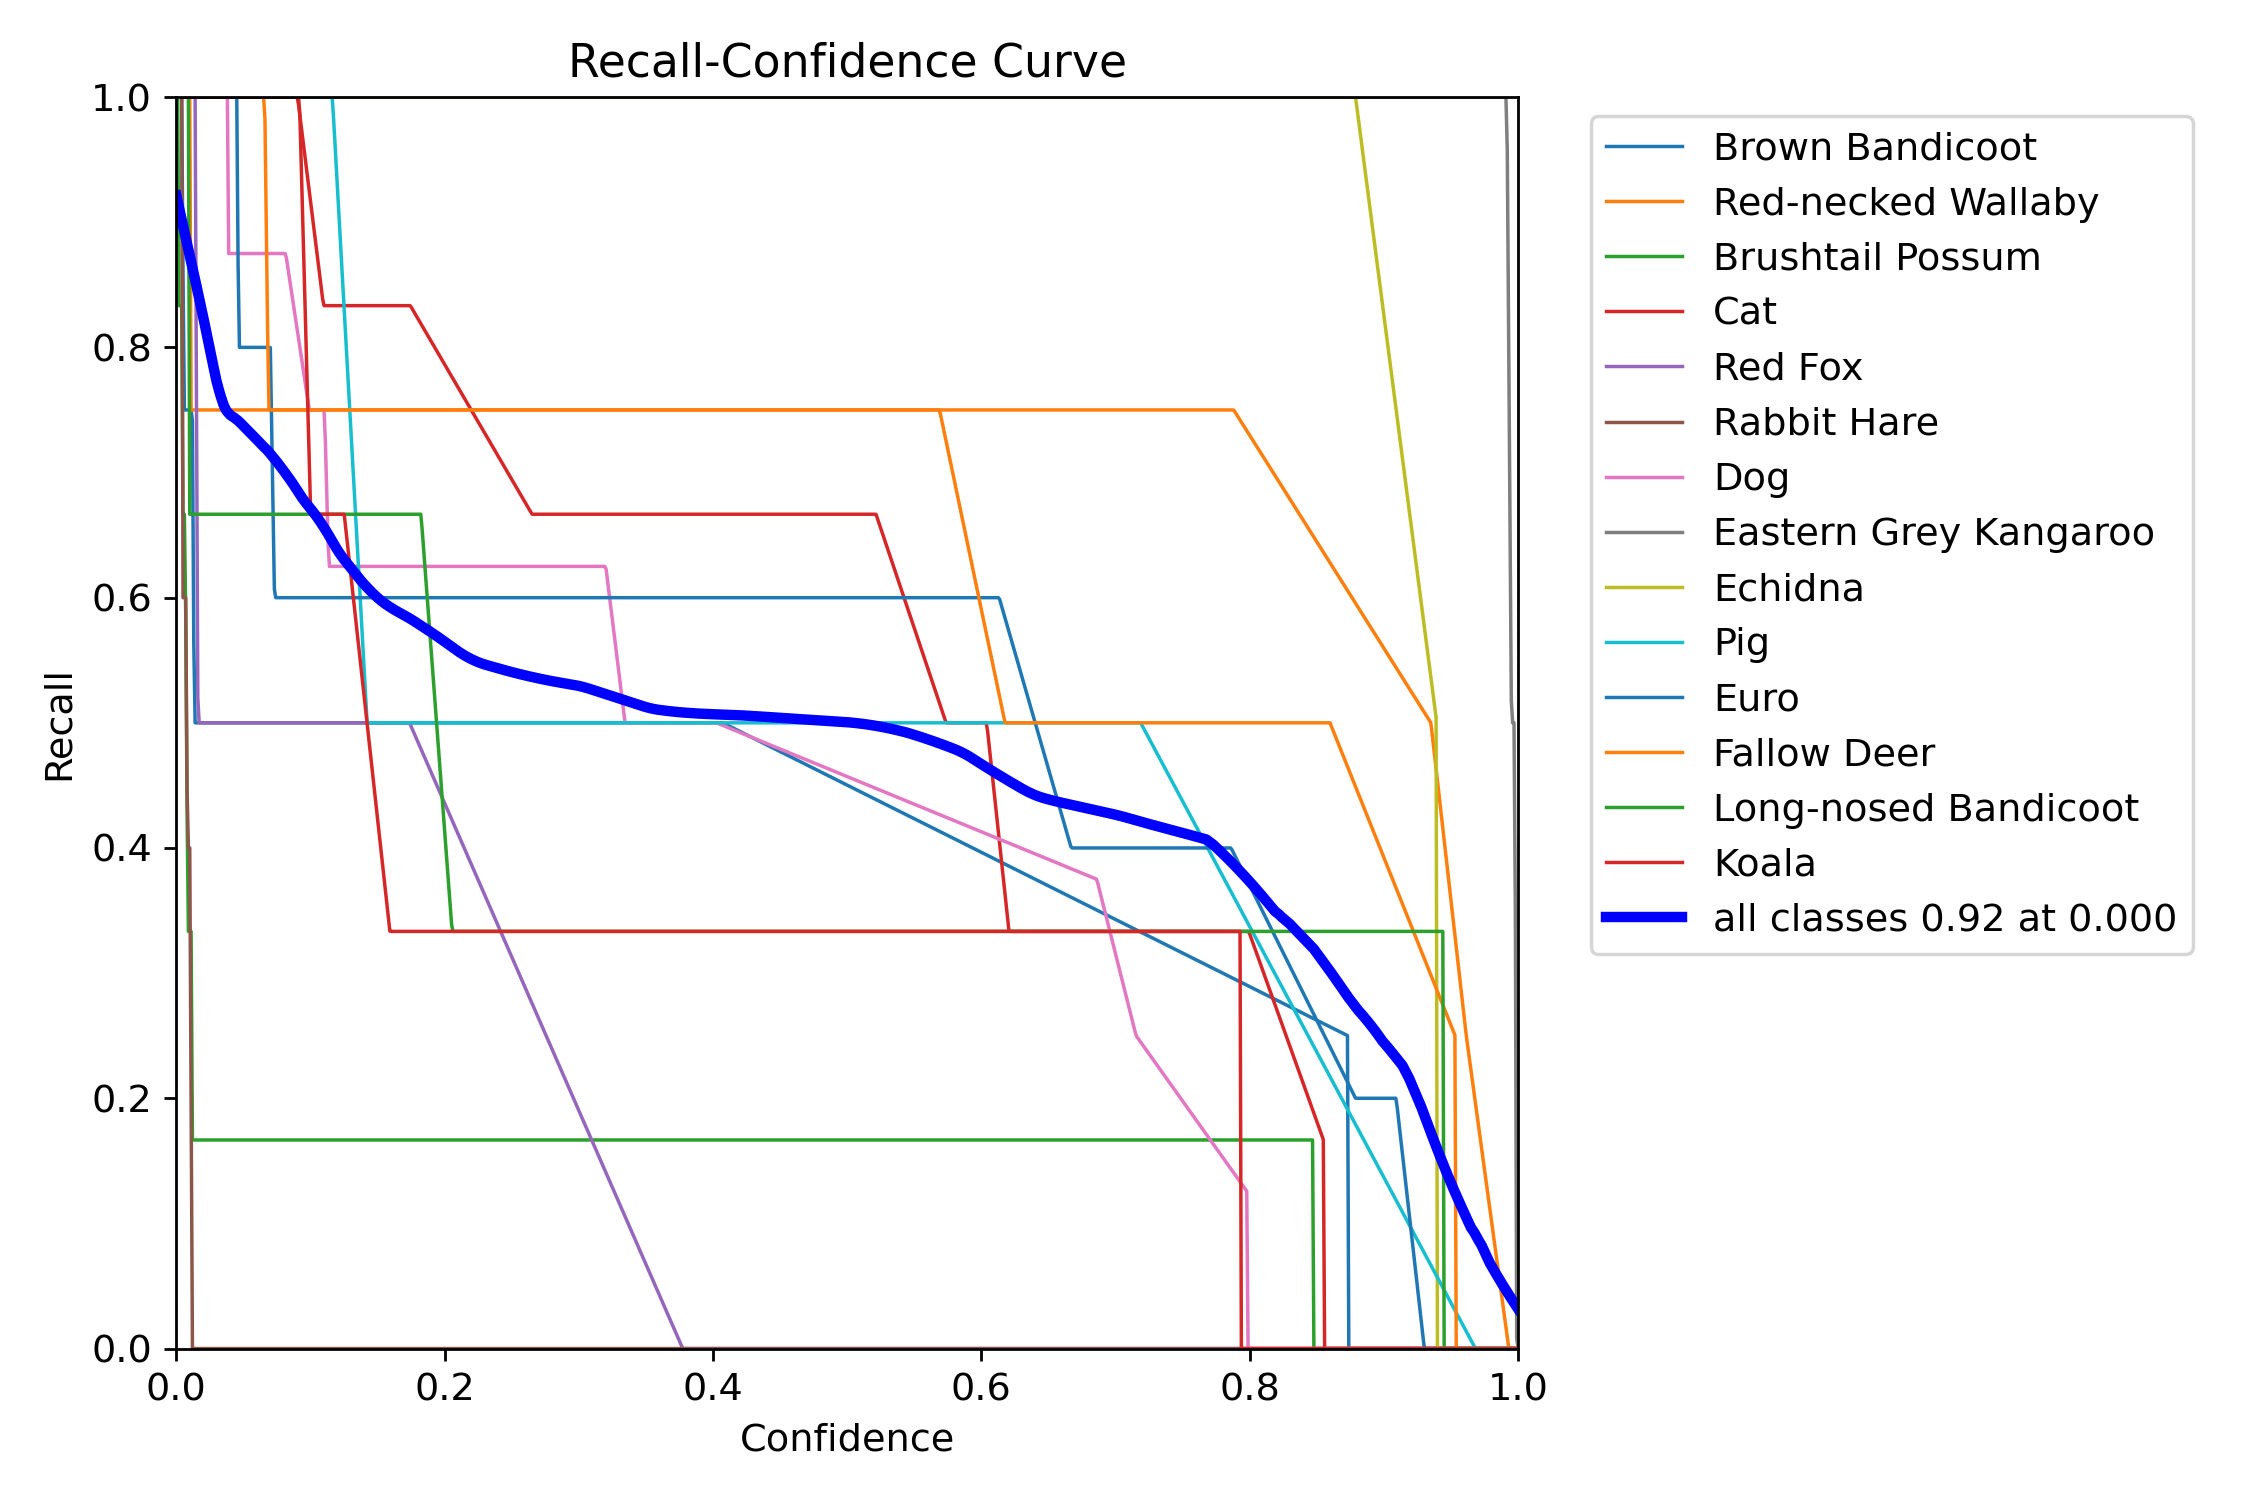 Recall-Confidence Curve
1.0
0.8
0.6
0.4
0.2
0.0
Recall
0.0 0.2 0.4 0.6 0.8 1.0
Confidence
Brown Bandicoot
Red-necked Wallaby
Brushtail Possum
Cat
Red Fox
Rabbit Hare
Dog
Eastern Grey Kangaroo
Echidna
Pig
Euro
Fallow Deer
Long-nosed Bandicoot
Koala
all classes 0.92 at 0.000